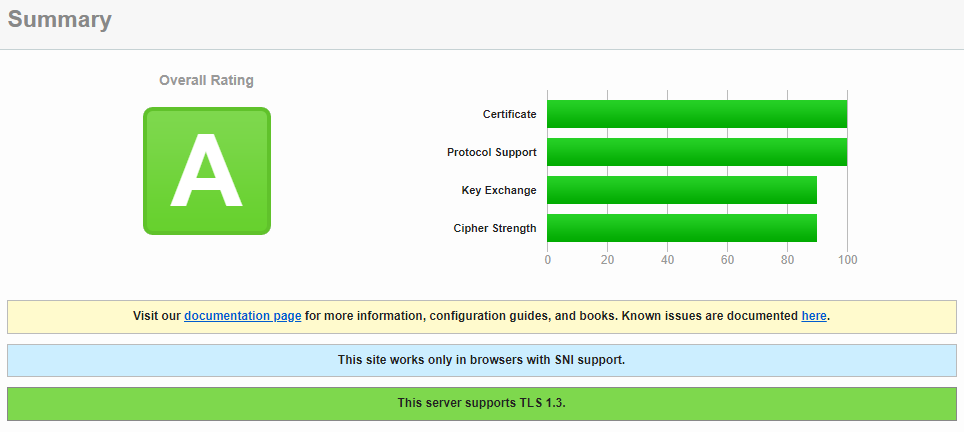 Summary
Overall Rating
A
Certificate
Protocol Support
Key Exchange
Cipher Strength
0 20 40 60 80 100
Visit our documentation page for more information, configuration guides, and books. Known issues are documented here.
This site works only in browsers with SNI support.
This server supports TLS 1.3.